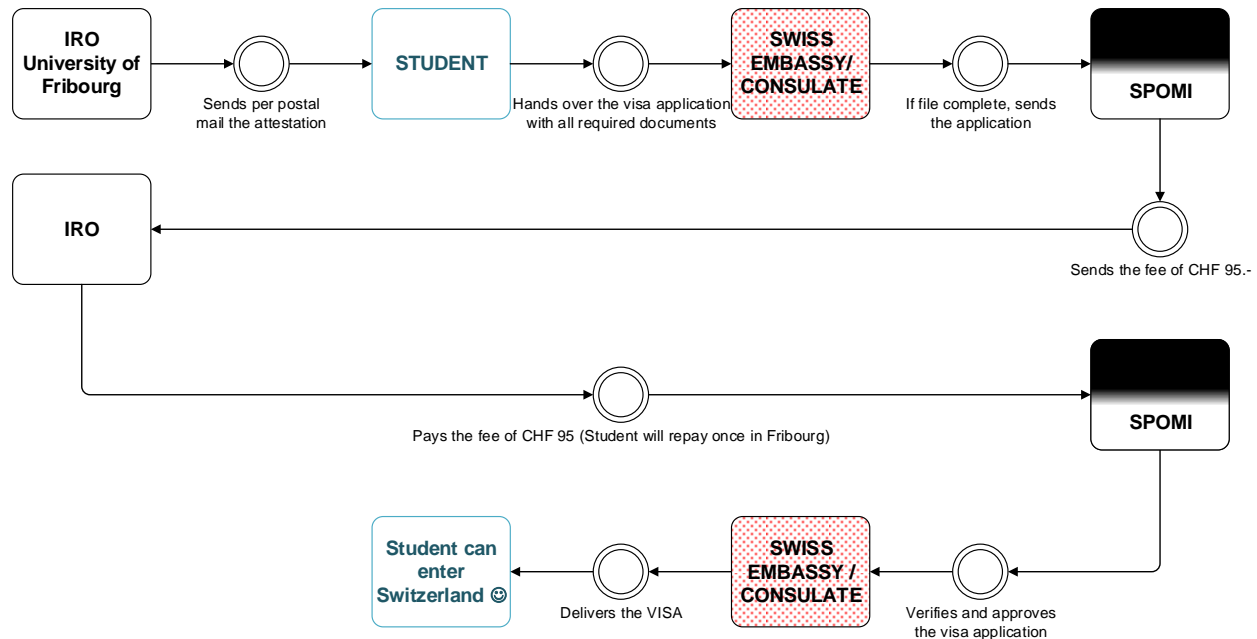 IRO
University of
Fribourg
Sends per postal
mail the attestation
STUDENT
Hands over the visa application
with all required documents
SWISS
EMBASSY/
CONSULATE
If file complete, sends
the application
SPOMI
IRO
Sends the fee of CHF 95.-
Pays the fee of CHF 95 (Student will repay once in Fribourg)
SPOMI
Verifies and approves
the visa application
SWISS
EMBASSY /
CONSULATE
Delivers the VISA
Student can
enter
Switzerland ☺